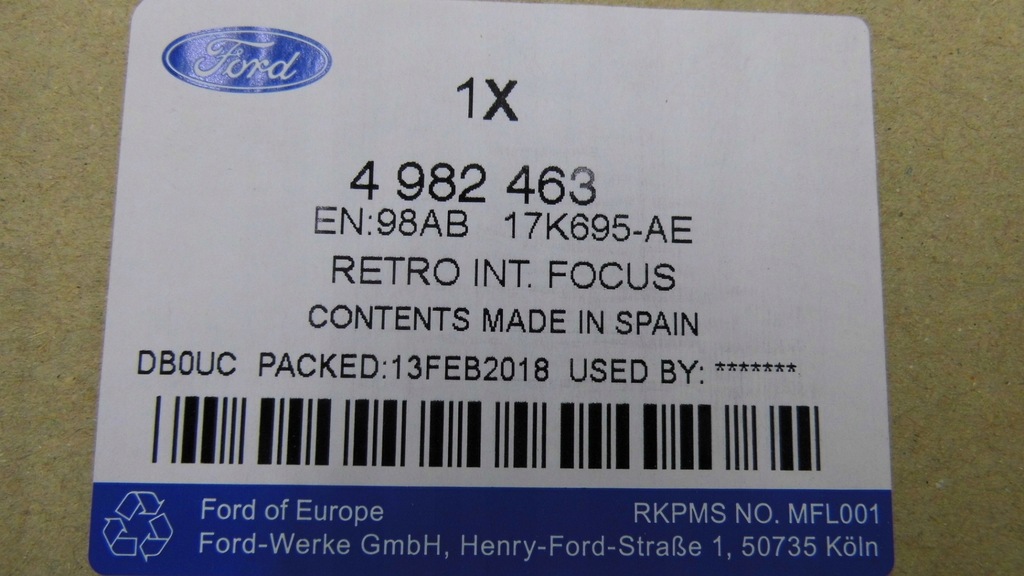 Ford
1X
4 982 463
EN:98AB 17K695-AE
RETRO INT. FOCUS
CONTENTS MADE IN SPAIN
DB0UC PACKED:13FEB2018 USED BY: *******
Ford of Europe RKPMS NO. MFL001
Ford-Werke GmbH, Henry-Ford-Straße 1, 50735 Köln